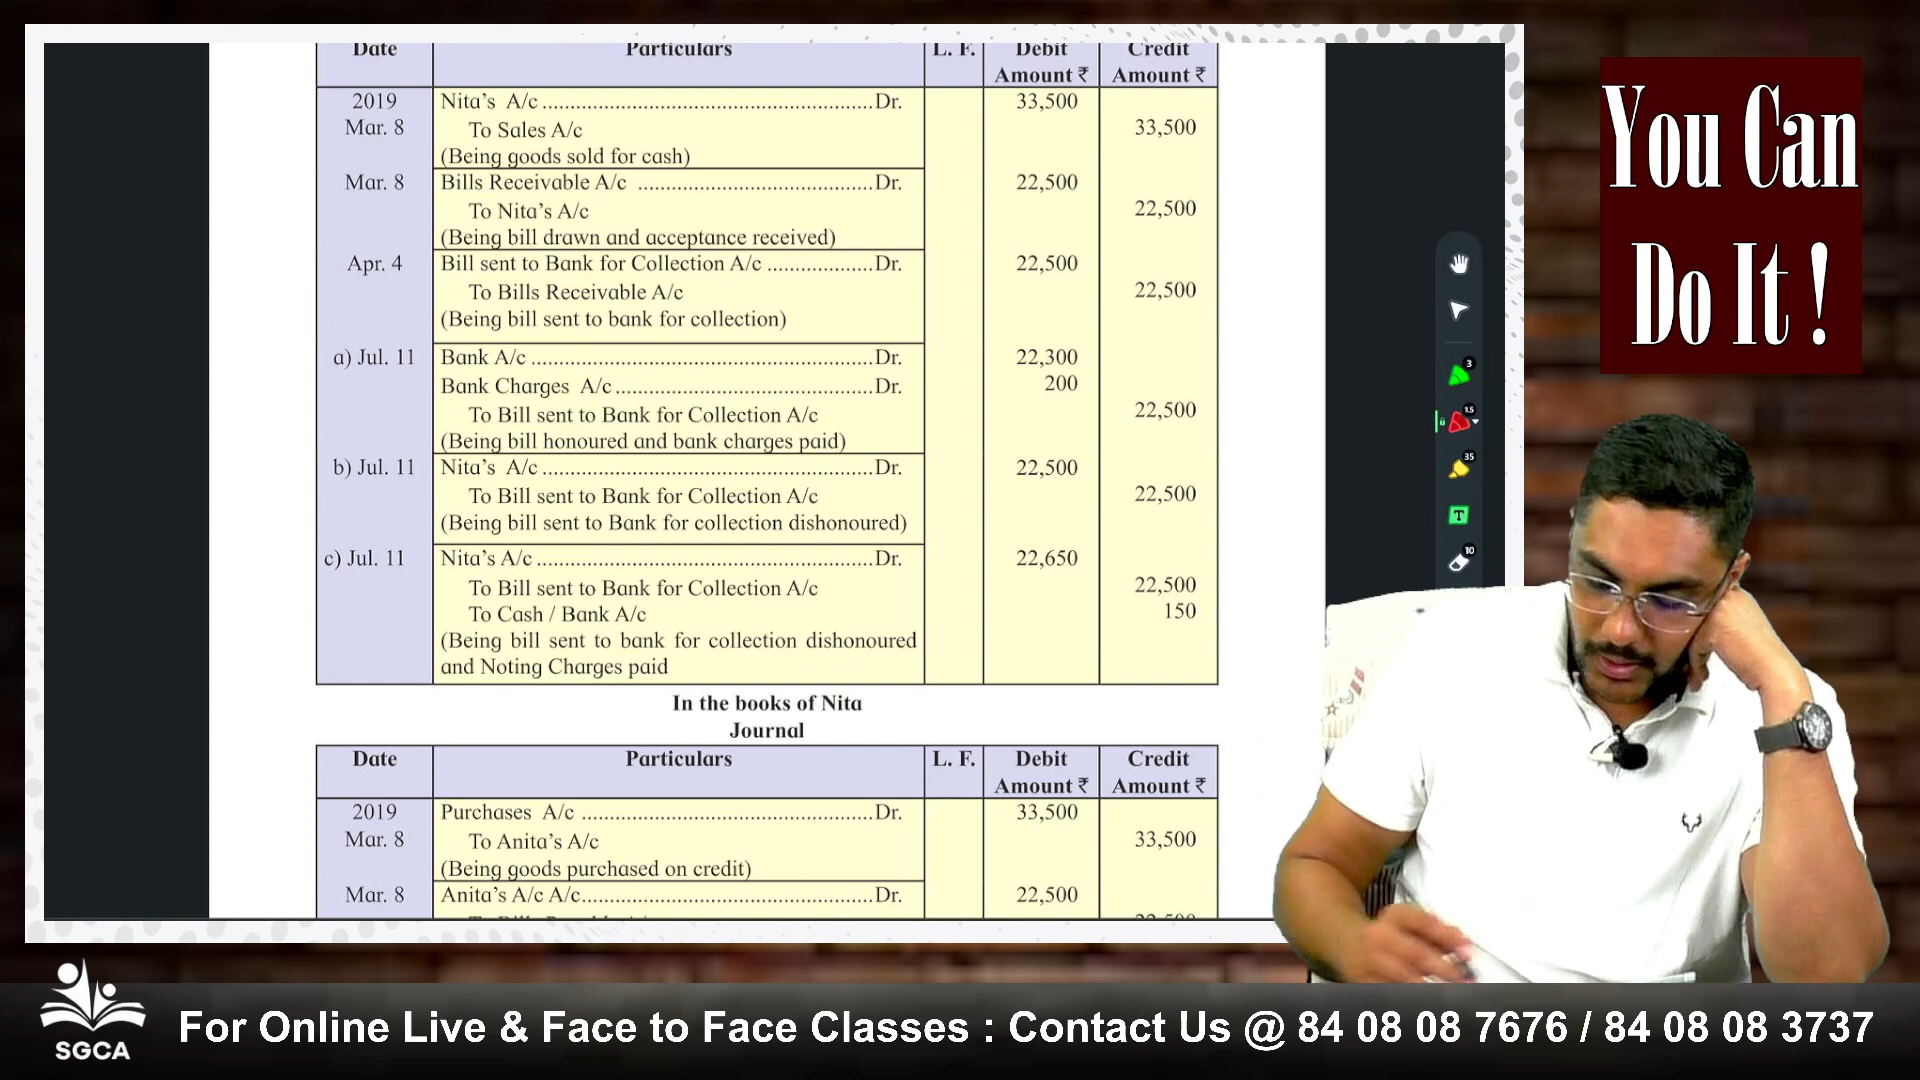 Date Particulars L. F. Debit Credit
Amount ₹ Amount ₹
2019 Nita’s A/c ........................................................... Dr. 33,500
Mar. 8 To Sales A/c 33,500
(Being goods sold for cash)
Mar. 8 Bills Receivable A/c ......................................... Dr. 22,500
To Nita’s A/c 22,500
(Being bill drawn and acceptance received)
Apr. 4 Bill sent to Bank for Collection A/c ................... Dr. 22,500
To Bills Receivable A/c 22,500
(Being bill sent to bank for collection)
a) Jul. 11 Bank A/c ............................................................. Dr. 22,300
Bank Charges A/c .............................................. Dr. 200
To Bill sent to Bank for Collection A/c 22,500
(Being bill honoured and bank charges paid)
b) Jul. 11 Nita’s A/c ........................................................... Dr. 22,500
To Bill sent to Bank for Collection A/c 22,500
(Being bill sent to Bank for collection dishonoured)
c) Jul. 11 Nita’s A/c ............................................................ Dr. 22,650
To Bill sent to Bank for Collection A/c 22,500
To Cash / Bank A/c 150
(Being bill sent to bank for collection dishonoured
and Noting Charges paid
In the books of Nita
Journal
Date Particulars L. F. Debit Credit
Amount ₹ Amount ₹
2019 Purchases A/c .................................................... Dr. 33,500
Mar. 8 To Anita’s A/c 33,500
(Being goods purchased on credit)
Mar. 8 Anita’s A/c A/c.................................................... Dr. 22,500
3
1.5
35
T
10
You Can
Do It !
SGCA
For Online Live & Face to Face Classes : Contact Us @ 84 08 08 7676 / 84 08 08 3737